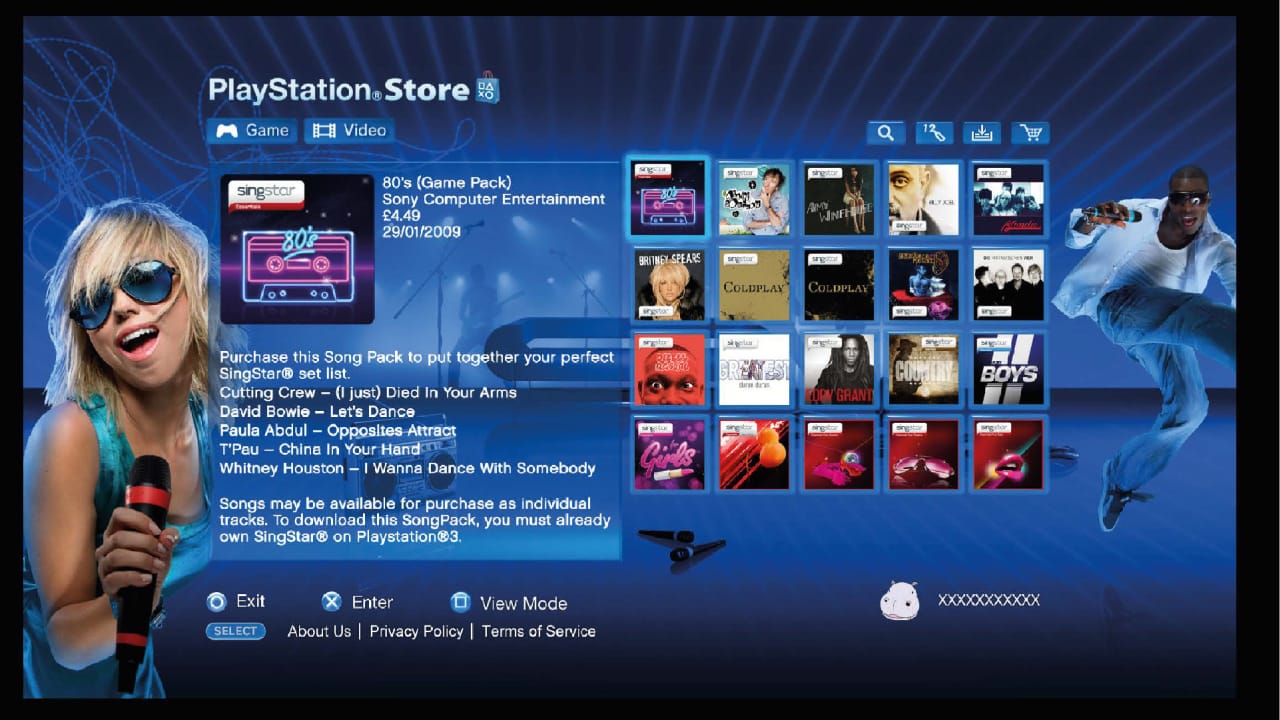 PlayStation®Store
Game
Video
12
singstar
Essentials
80's
80's (Game Pack)
Sony Computer Entertainment
£4.49
29/01/2009
Purchase this Song Pack to put together your perfect
SingStar® set list.
Cutting Crew – (I just) Died In Your Arms
David Bowie – Let's Dance
Paula Abdul – Opposites Attract
T'Pau – China In Your Hand
Whitney Houston – I Wanna Dance With Somebody
Songs may be available for purchase as individual
tracks. To download this SongPack, you must already
own SingStar® on Playstation®3.
singstar
80's
singstar
singstar
AMY WINEHOUSE
singstar
singstar
Blondie
BRITNEY SPEARS
singstar
singstar
COLDPLAY
singstar
COLDPLAY
singstar
singstar
singstar
singstar
GREATEST
duran duran
singstar
EDDY GRANT
singstar
COUNTRY
singstar
BOYS
singstar
Girls
singstar
singstar
singstar
singstar
Exit
Enter
View Mode
XXXXXXXXXXX
SELECT
About Us | Privacy Policy | Terms of Service